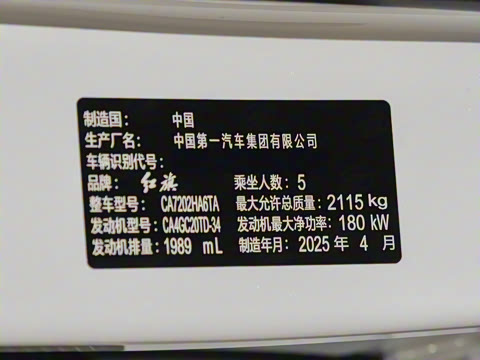 制造国： 中国
生产厂名： 中国第一汽车集团有限公司
车辆识别代号：
品牌： 红旗 乘坐人数：5
整车型号：CA7202HA6TA 最大允许总质量：2115 kg
发动机型号：CA4GC20TD-34 发动机最大净功率：180 kW
发动机排量：1989 mL 制造年月：2025 年 4 月